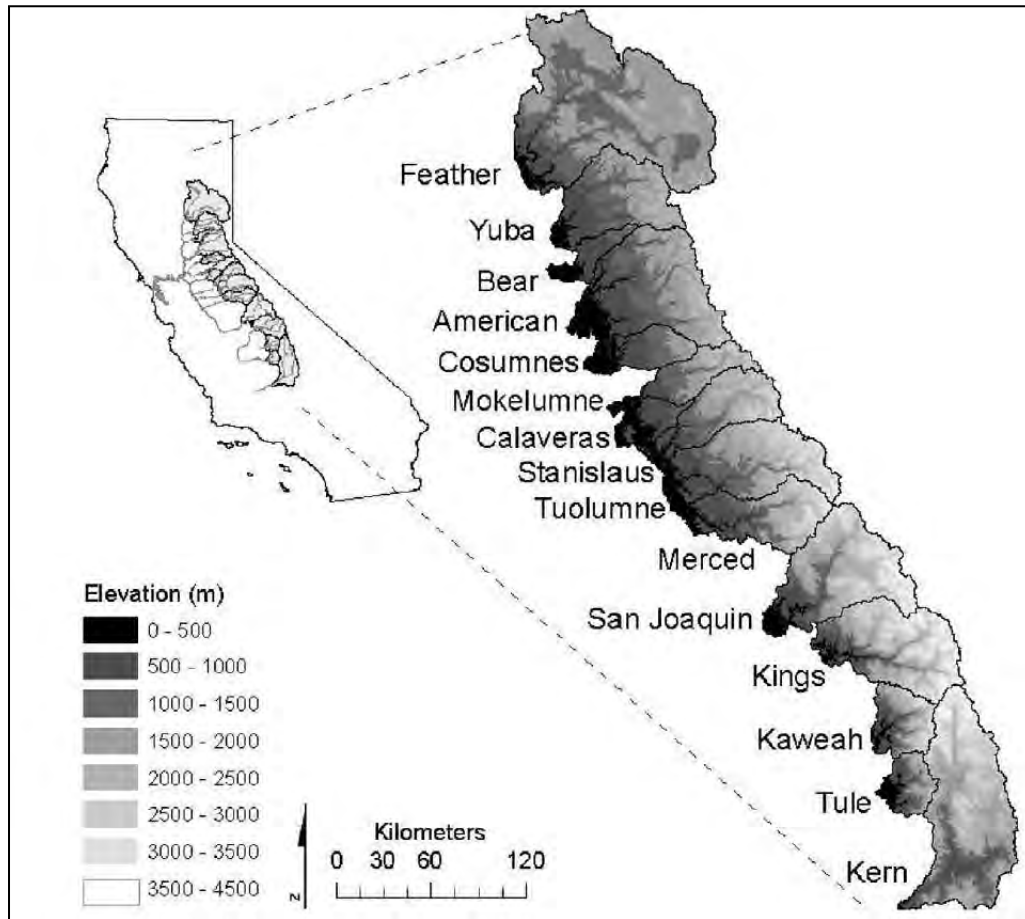 Feather
Yuba
Bear
American
Cosumnes
Mokelumne
Calaveras
Stanislaus
Tuolumne
Merced
San Joaquin
Kings
Kaweah
Tule
Kern
Elevation (m)
0 - 500
500 - 1000
1000 - 1500
1500 - 2000
2000 - 2500
2500 - 3000
3000 - 3500
3500 - 4500
N
Kilometers
0 30 60 120